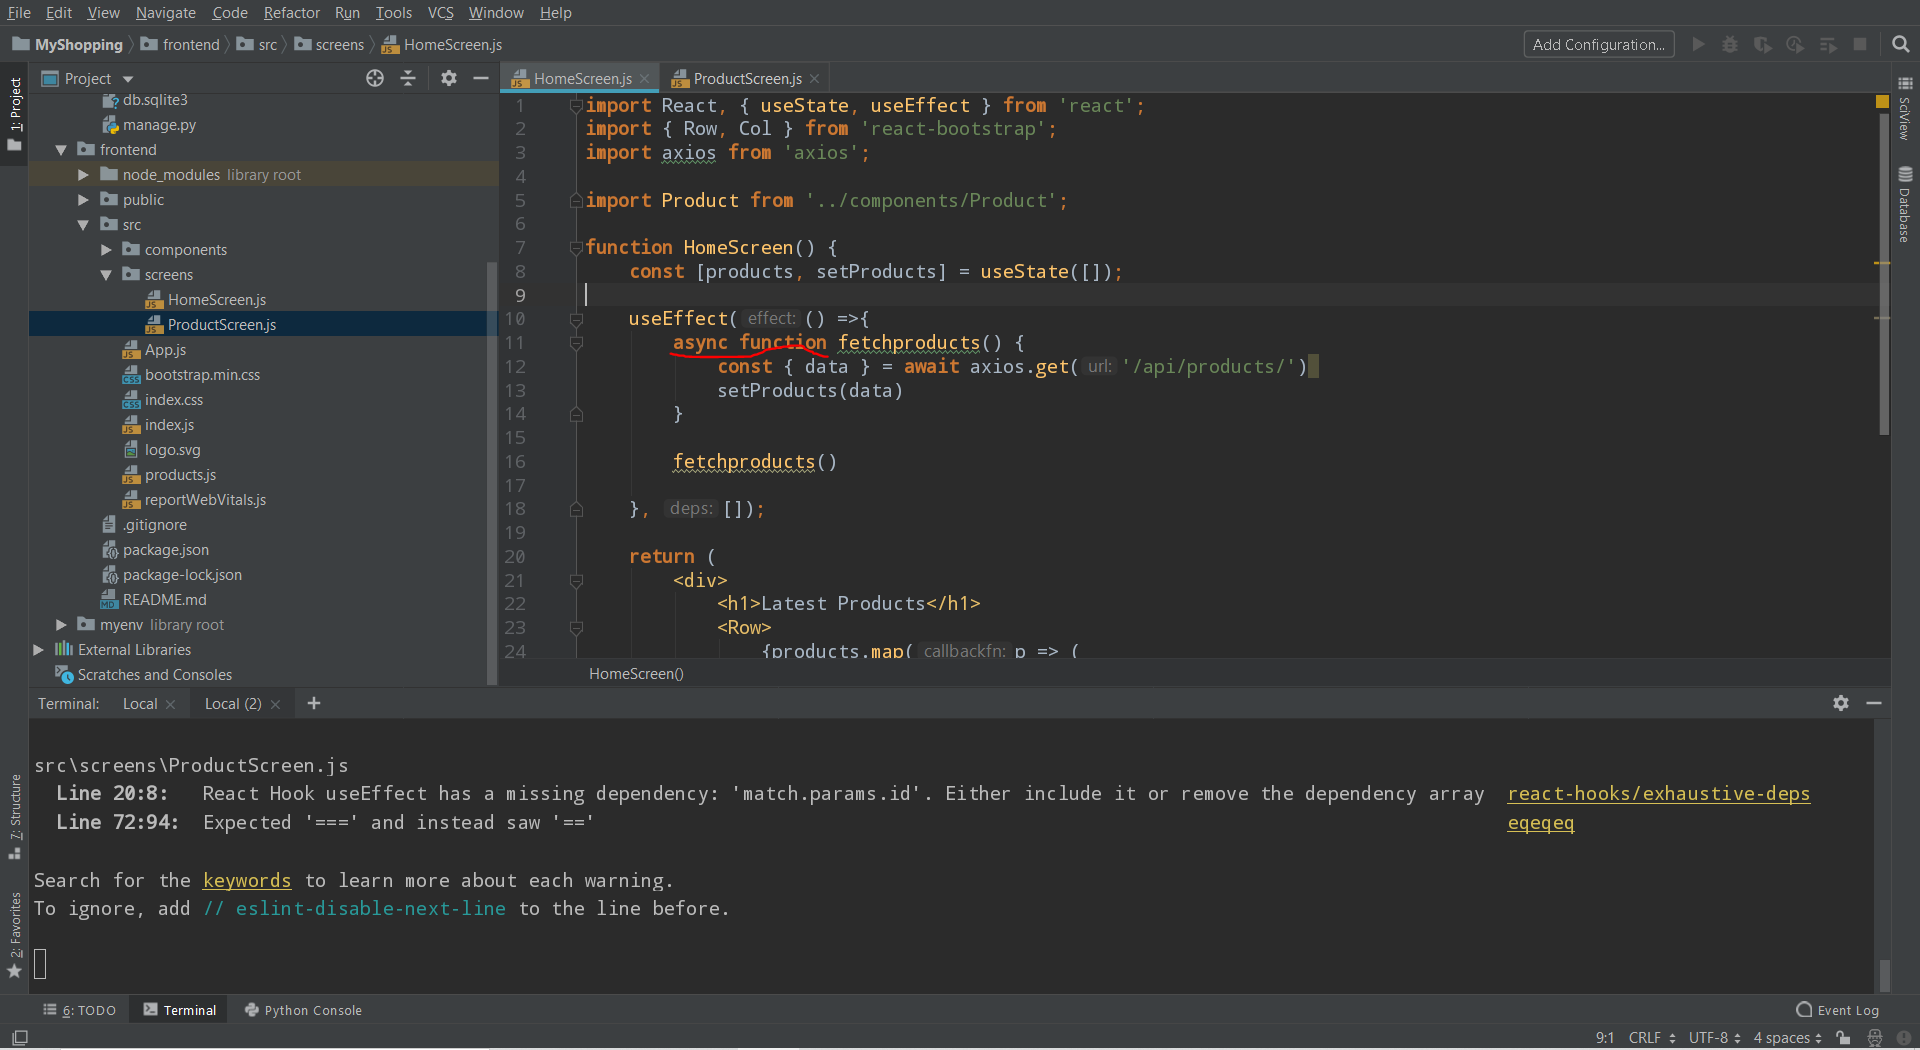 File Edit View Navigate Code Refactor Run Tools VCS Window Help
MyShopping frontend src screens HomeScreen.js
Add Configuration...
1: Project
Project
db.sqlite3
manage.py
frontend
node_modules library root
public
src
components
screens
HomeScreen.js
ProductScreen.js
App.js
bootstrap.min.css
index.css
index.js
logo.svg
products.js
reportWebVitals.js
.gitignore
package.json
package-lock.json
README.md
myenv library root
External Libraries
Scratches and Consoles
HomeScreen.js ProductScreen.js
1 import React, { useState, useEffect } from 'react';
2 import { Row, Col } from 'react-bootstrap';
3 import axios from 'axios';
4
5 import Product from '../components/Product';
6
7 function HomeScreen() {
8 const [products, setProducts] = useState([]);
9
10 useEffect( effect: () =>{
11 async function fetchproducts() {
12 const { data } = await axios.get( url: '/api/products/')
13 setProducts(data)
14 }
15
16 fetchproducts()
17
18 }, deps: []);
19
20 return (
21 <div>
22 <h1>Latest Products</h1>
23 <Row>
24 {products.map( callbackfn: p => (
HomeScreen()
SciView
Database
Terminal: Local Local (2) +
src\screens\ProductScreen.js
Line 20:8: React Hook useEffect has a missing dependency: 'match.params.id'. Either include it or remove the dependency array react-hooks/exhaustive-deps
Line 72:94: Expected '===' and instead saw '==' eqeqeq
Search for the keywords to learn more about each warning.
To ignore, add // eslint-disable-next-line to the line before.
7: Structure
2: Favorites
6: TODO Terminal Python Console Event Log
9:1 CRLF UTF-8 4 spaces